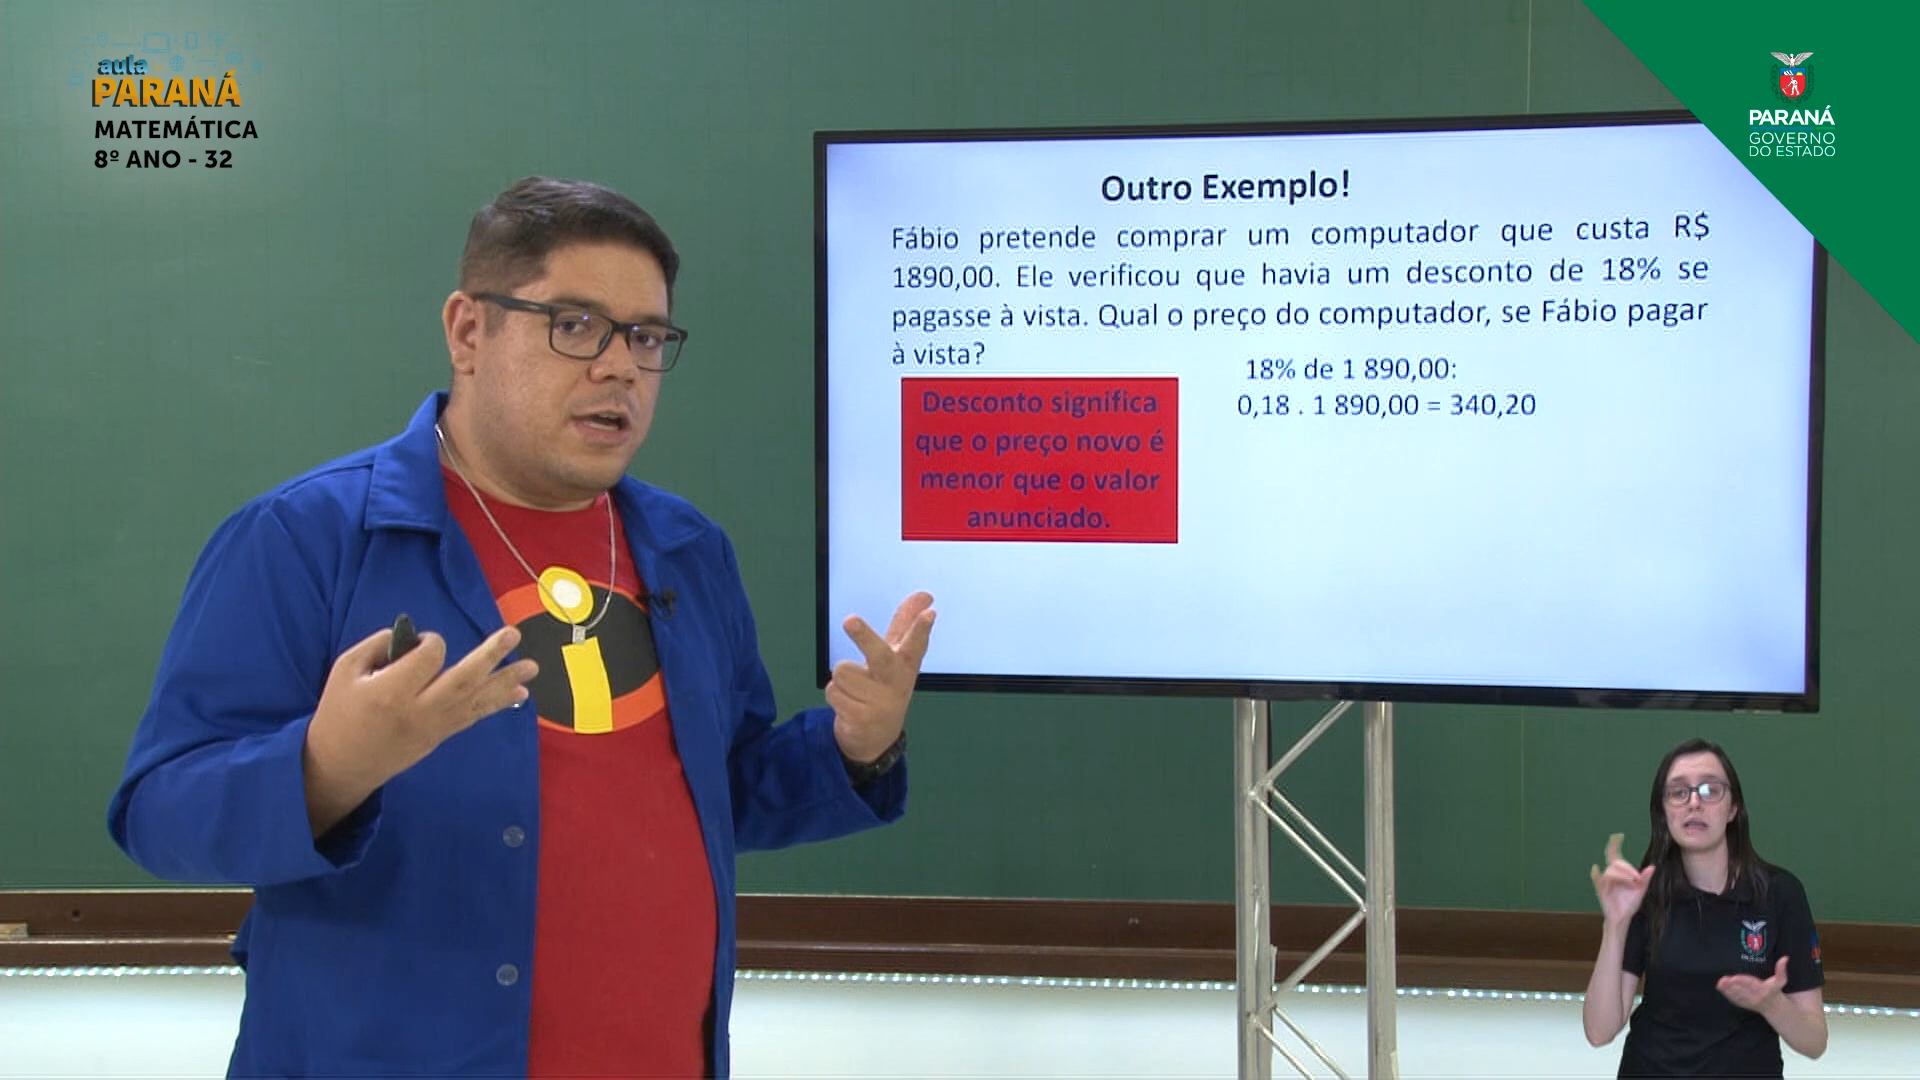 aula
PARANÁ
MATEMÁTICA
8º ANO - 32
PARANÁ
GOVERNO
DO ESTADO
Outro Exemplo!
Fábio pretende comprar um computador que custa R$
1890,00. Ele verificou que havia um desconto de 18% se
pagasse à vista. Qual o preço do computador, se Fábio pagar
à vista?
18% de 1 890,00:
0,18 . 1 890,00 = 340,20
Desconto significa
que o preço novo é
menor que o valor
anunciado.